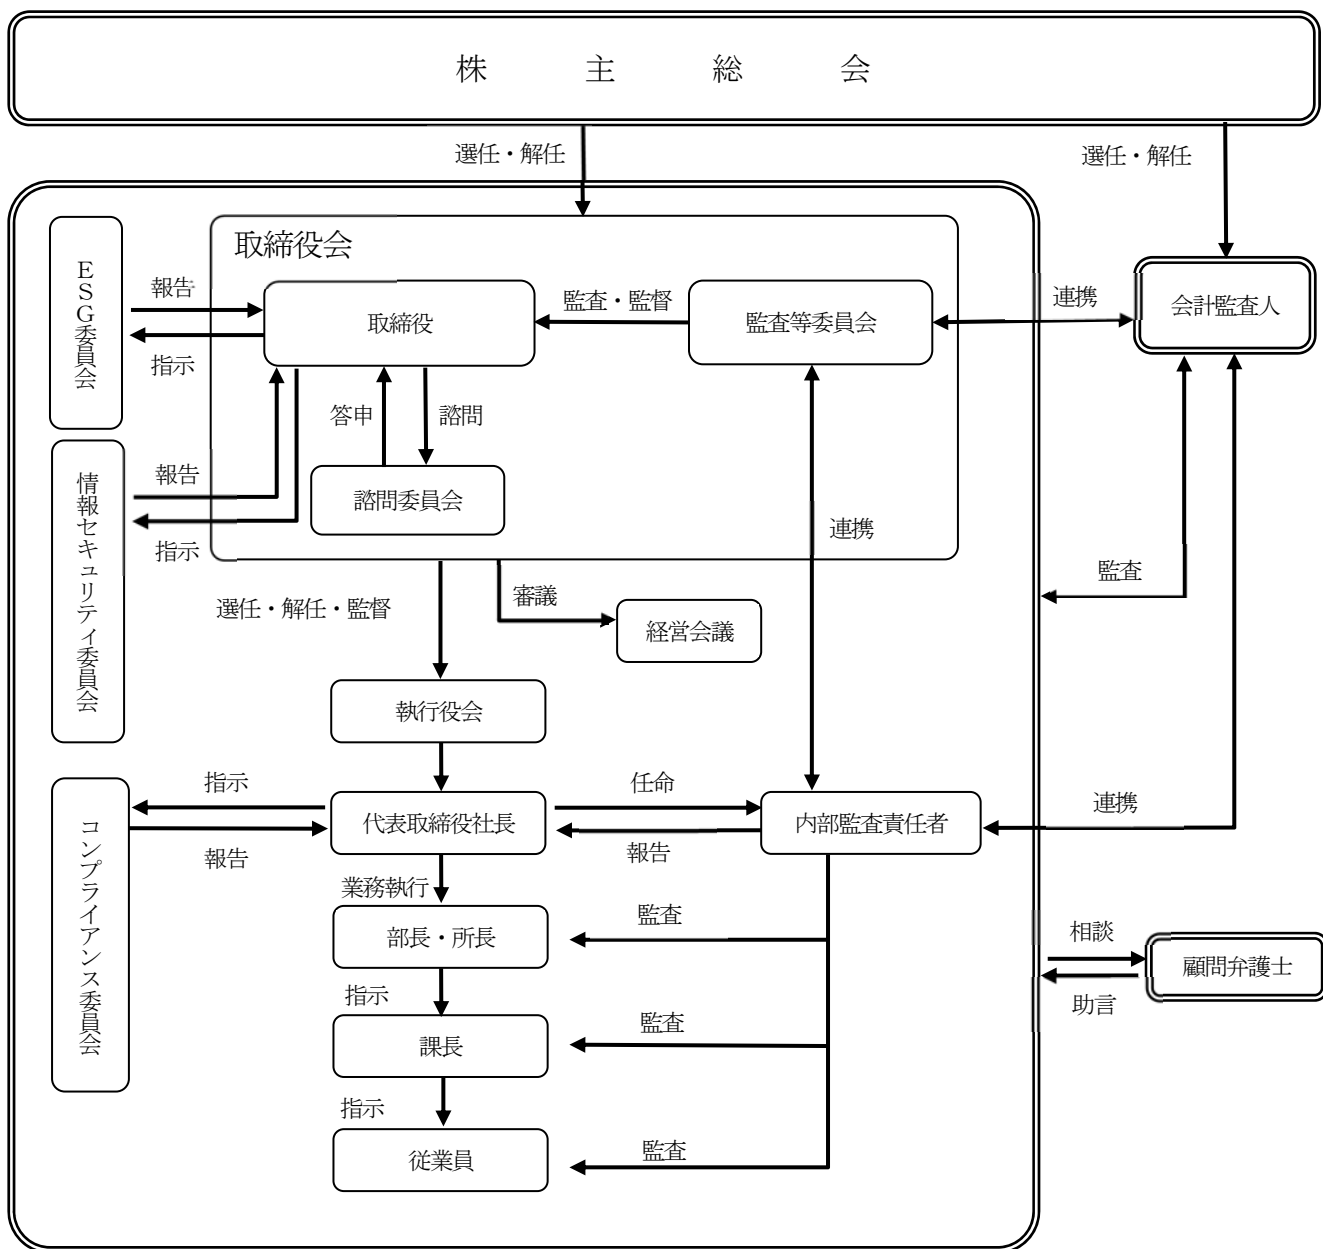 株主総会
選任・解任
選任・解任
取締役会
ESG委員会
報告
指示
取締役
監査・監督
監査等委員会
連携
会計監査人
答申
諮問
諮問委員会
情報セキュリティ委員会
報告
指示
連携
監査
選任・解任・監督
審議
経営会議
執行役会
コンプライアンス委員会
指示
報告
代表取締役社長
任命
報告
内部監査責任者
連携
業務執行
部長・所長
監査
相談
顧問弁護士
助言
指示
課長
監査
指示
従業員
監査